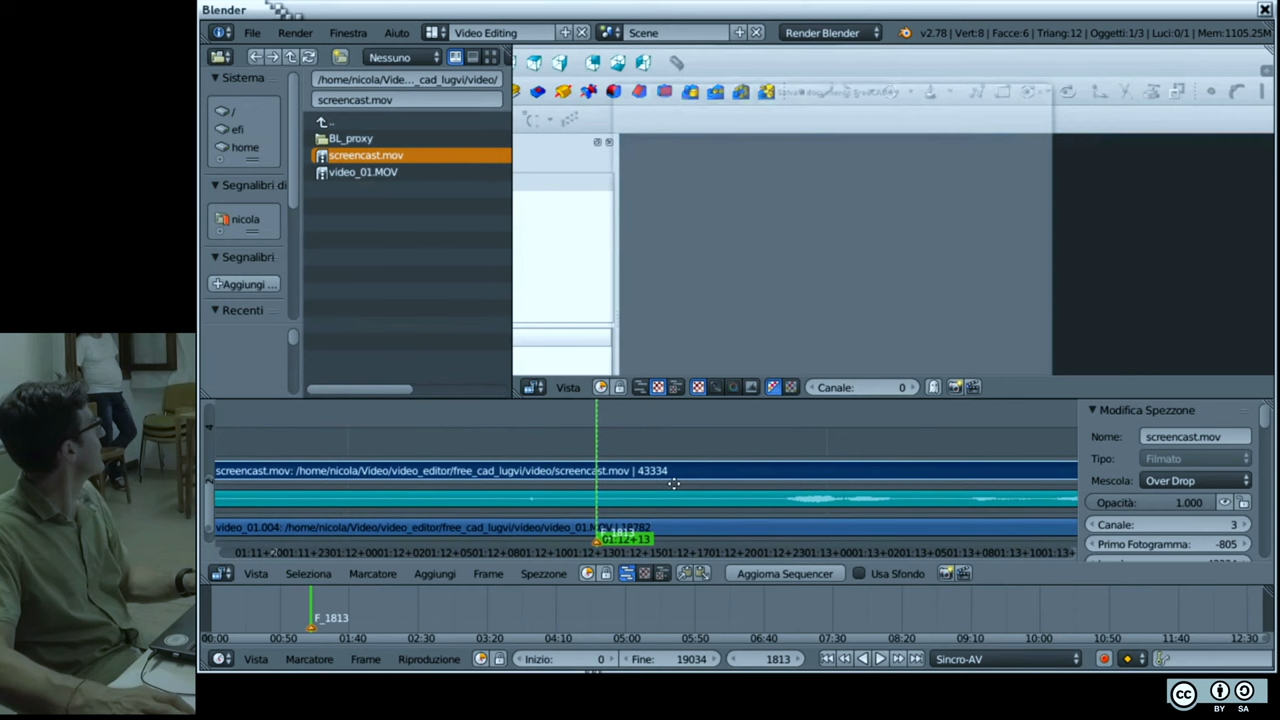 Blender
File
Render
Finestra
Aiuto
Video Editing
Scene
Render Blender
v2.78 | Vert:8 | Facce:6 | Triang:12 | Oggetti:1/3 | Luci:0/1 | Mem:1105.25M
Nessuno
Sistema
/
efi
home
Segnalibri di
nicola
Segnalibri
Aggiungi ...
Recenti
/home/nicola/Vide..._cad_lugvi/video/
screencast.mov
..
BL_proxy
screencast.mov
video_01.MOV
Vista
Canale: 0
4
2
0
screencast.mov: /home/nicola/Video/video_editor/free_cad_lugvi/video/screencast.mov | 43334
video_01.004: /home/nicola/Video/video_editor/free_cad_lugvi/video/video_01.MOV | 18782
F_1813
01:12+13
Modifica Spezzone
Nome: screencast.mov
Tipo: Filmato
Mescola: Over Drop
Opacità: 1.000
Canale: 3
Primo Fotogramma: -805
Vista
Seleziona
Marcatore
Aggiungi
Frame
Spezzone
Aggiorna Sequencer
Usa Sfondo
F_1813
00:00 00:50 01:40 02:30 03:20 04:10 05:00 05:50 06:40 07:30 08:20 09:10 10:00 10:50 11:40 12:30
Vista
Marcatore
Frame
Riproduzione
Inizio: 0
Fine: 19034
1813
Sincro-AV
cc
BY SA